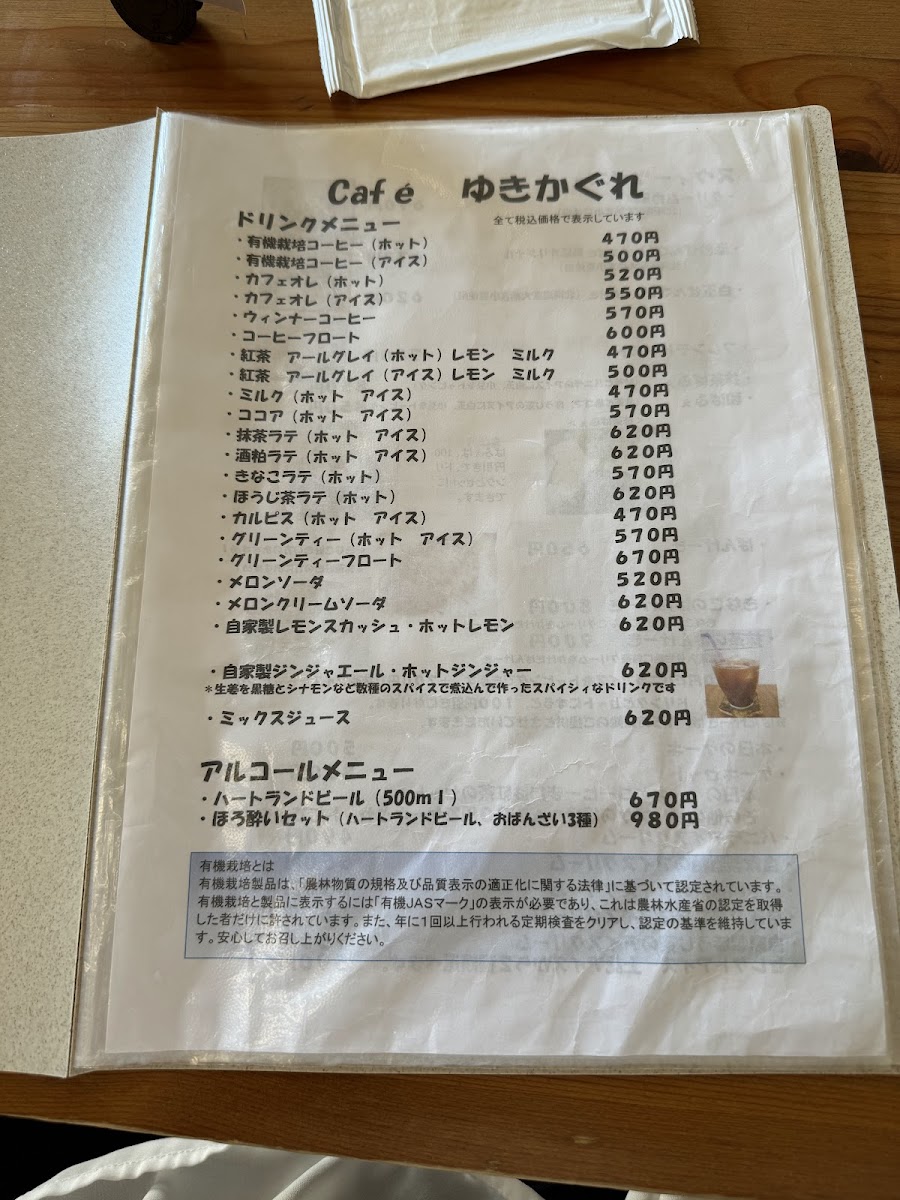 Café ゆきかぐれ
ドリンクメニュー 全て税込価格で表示しています
・有機栽培コーヒー（ホット） 470円
・有機栽培コーヒー（アイス） 500円
・カフェオレ（ホット） 520円
・カフェオレ（アイス） 550円
・ウィンナーコーヒー 570円
・コーヒーフロート 600円
・紅茶　アールグレイ（ホット）レモン　ミルク 470円
・紅茶　アールグレイ（アイス）レモン　ミルク 500円
・ミルク（ホット　アイス） 470円
・ココア（ホット　アイス） 570円
・抹茶ラテ（ホット　アイス） 620円
・酒粕ラテ（ホット　アイス） 620円
・きなこラテ（ホット） 570円
・ほうじ茶ラテ（ホット） 620円
・カルピス（ホット　アイス） 470円
・グリーンティー（ホット　アイス） 570円
・グリーンティーフロート 670円
・メロンソーダ 520円
・メロンクリームソーダ 620円
・自家製レモンスカッシュ・ホットレモン 620円
・自家製ジンジャエール・ホットジンジャー 620円
＊生姜を黒糖とシナモンなど数種のスパイスで煮込んで作ったスパイシィなドリンクです
・ミックスジュース 620円
アルコールメニュー
・ハートランドビール（500ml） 670円
・ほろ酔いセット（ハートランドビール、おばんざい3種） 980円
有機栽培とは
有機栽培製品は、「農林物質の規格及び品質表示の適正化に関する法律」に基づいて認定されています。
有機栽培と製品に表示するには「有機JASマーク」の表示が必要であり、これは農林水産省の認定を取得
した者だけに許されています。また、年に1回以上行われる定期検査をクリアし、認定の基準を維持していま
す。安心してお召し上がりください。